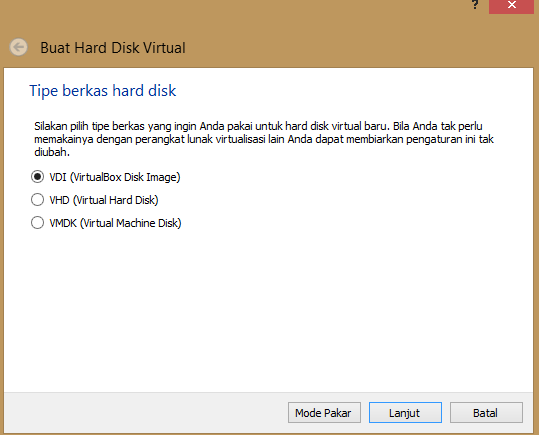 ?
Buat Hard Disk Virtual
Tipe berkas hard disk
Silakan pilih tipe berkas yang ingin Anda pakai untuk hard disk virtual baru. Bila Anda tak perlu
memakainya dengan perangkat lunak virtualisasi lain Anda dapat membiarkan pengaturan ini tak
diubah.
VDI (VirtualBox Disk Image)
VHD (Virtual Hard Disk)
VMDK (Virtual Machine Disk)
Mode Pakar Lanjut Batal